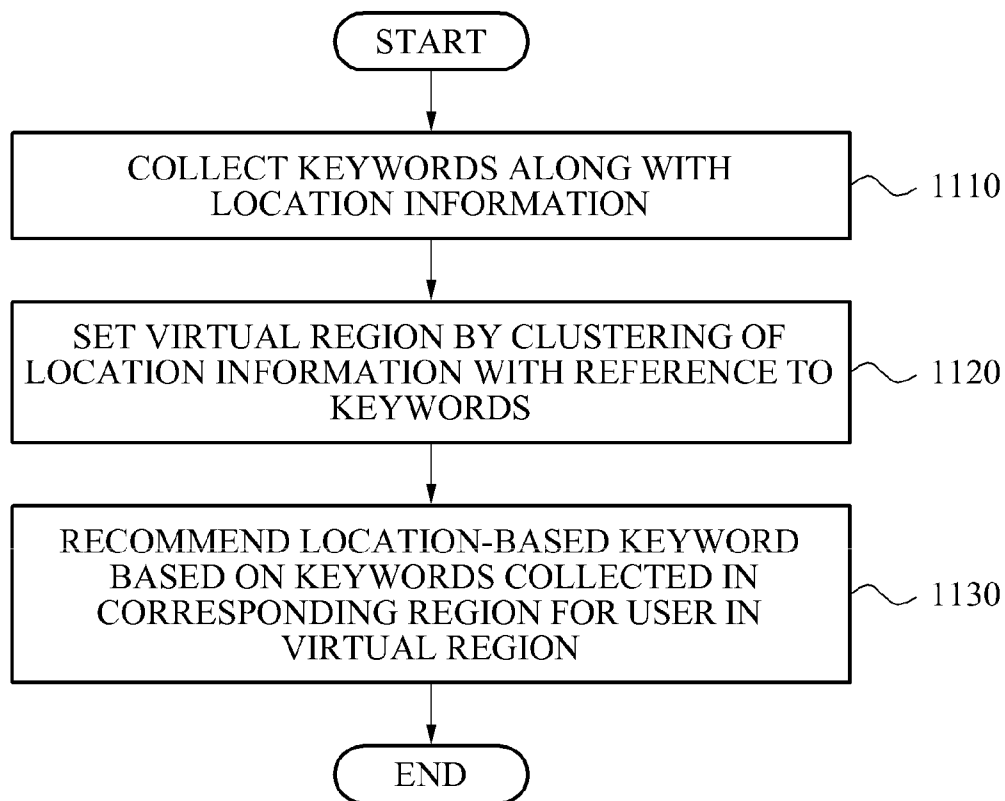 START
COLLECT KEYWORDS ALONG WITH
LOCATION INFORMATION
1110
SET VIRTUAL REGION BY CLUSTERING OF
LOCATION INFORMATION WITH REFERENCE TO
KEYWORDS
1120
RECOMMEND LOCATION-BASED KEYWORD
BASED ON KEYWORDS COLLECTED IN
CORRESPONDING REGION FOR USER IN
VIRTUAL REGION
1130
END